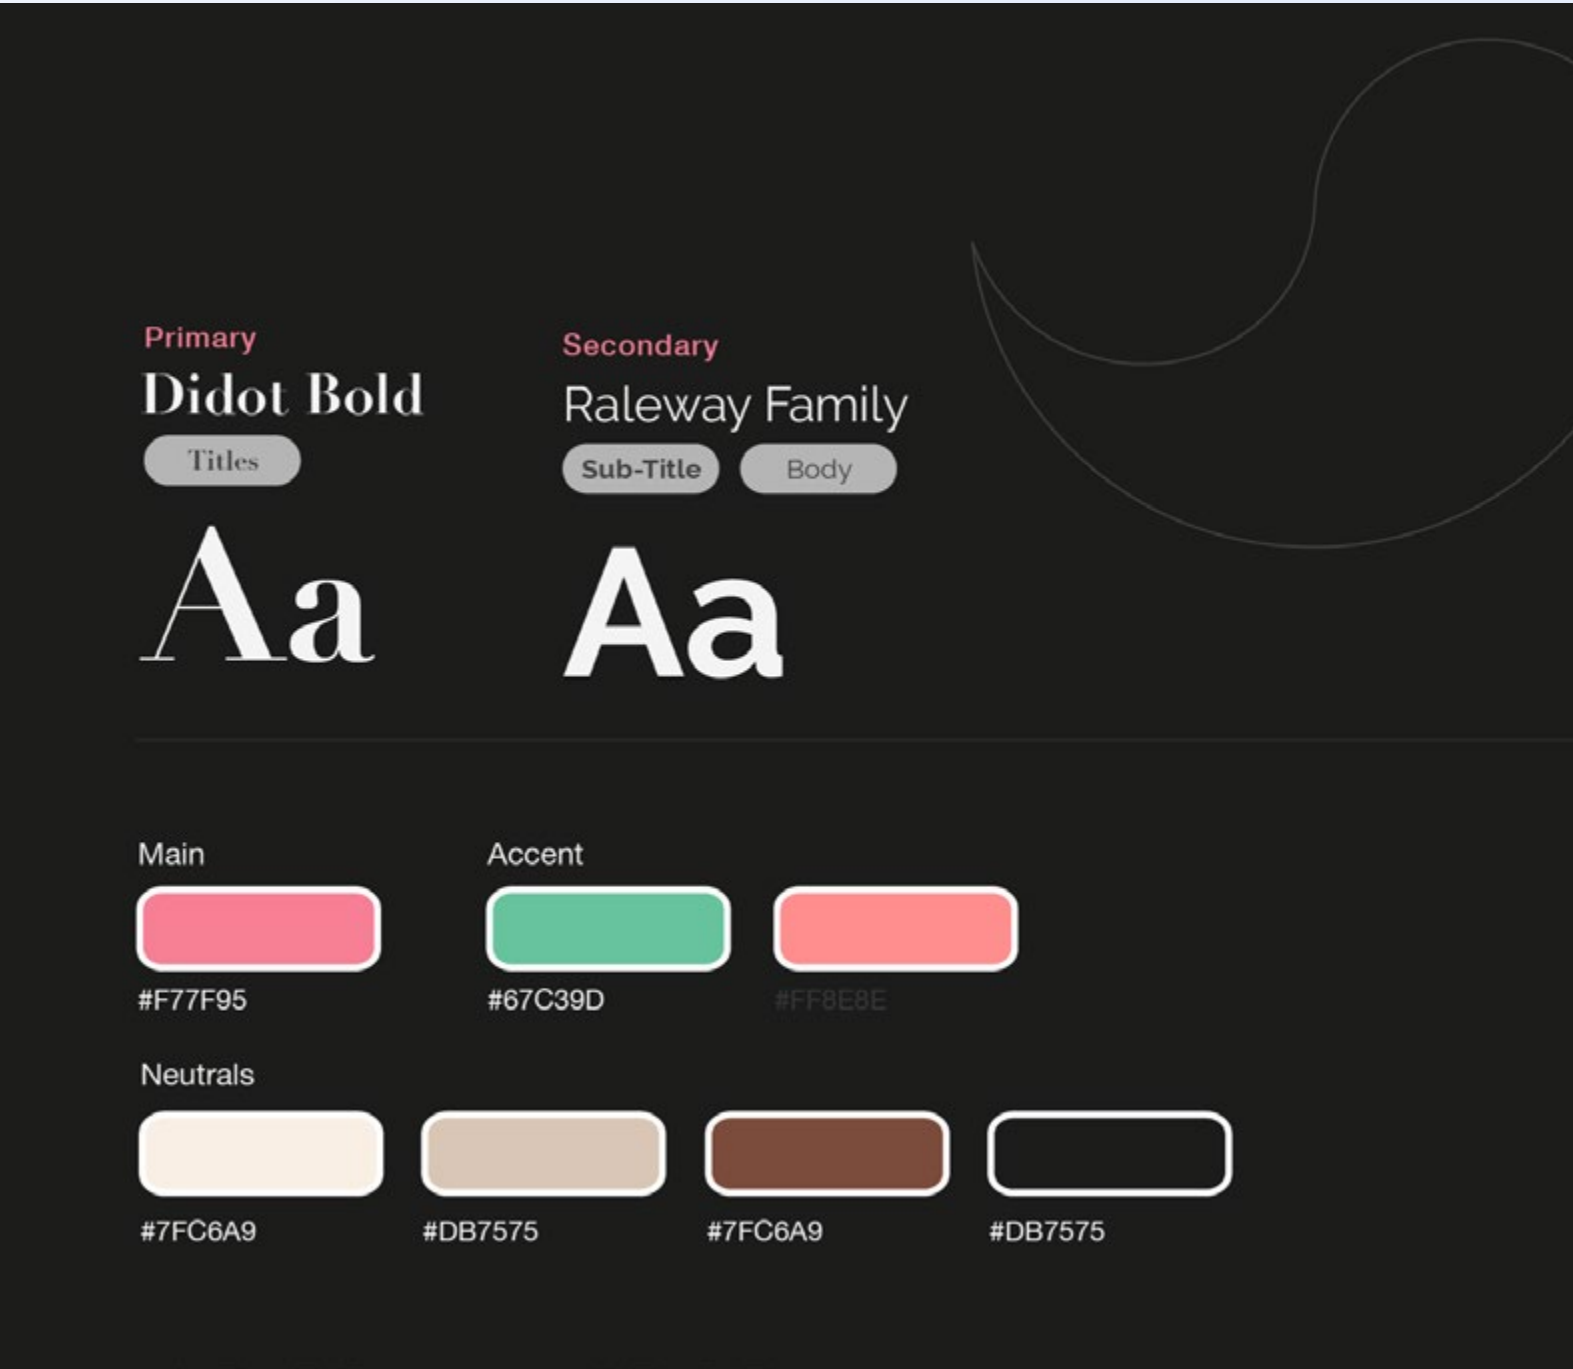 Primary
Didot Bold
Titles
Aa
Secondary
Raleway Family
Sub-Title Body
Aa
Main
#F77F95
Accent
#67C39D #FF8E8E
Neutrals
#7FC6A9 #DB7575 #7FC6A9 #DB7575